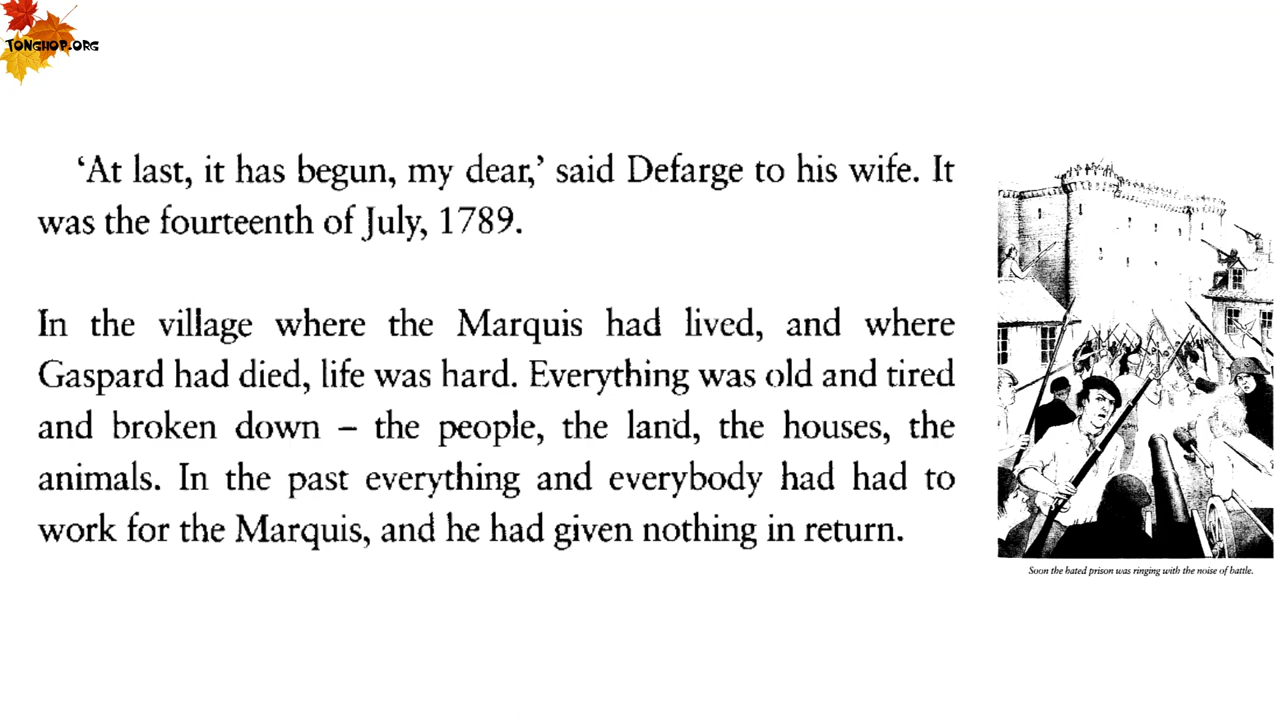 TONGHOP.ORG
‘At last, it has begun, my dear,’ said Defarge to his wife. It
was the fourteenth of July, 1789.
In the village where the Marquis had lived, and where
Gaspard had died, life was hard. Everything was old and tired
and broken down – the people, the land, the houses, the
animals. In the past everything and everybody had had to
work for the Marquis, and he had given nothing in return.
Soon the hated prison was ringing with the noise of battle.